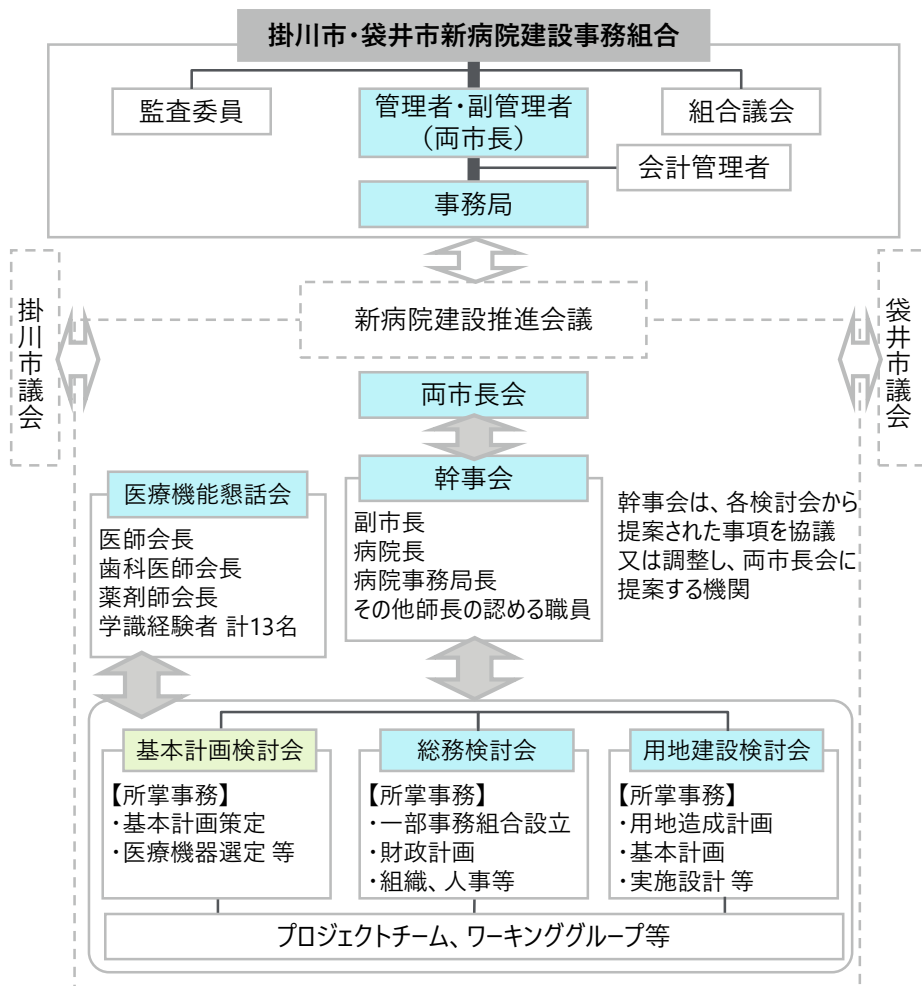 掛川市・袋井市新病院建設事務組合
監査委員
管理者・副管理者
（両市長）
組合議会
会計管理者
事務局
掛川市議会
新病院建設推進会議
袋井市議会
両市長会
医療機能懇話会
医師会長
歯科医師会長
薬剤師会長
学識経験者 計13名
幹事会
副市長
病院長
病院事務局長
その他師長の認める職員
幹事会は、各検討会から
提案された事項を協議
又は調整し、両市長会に
提案する機関
基本計画検討会
【所掌事務】
・基本計画策定
・医療機器選定 等
総務検討会
【所掌事務】
・一部事務組合設立
・財政計画
・組織、人事等
用地建設検討会
【所掌事務】
・用地造成計画
・基本計画
・実施設計 等
プロジェクトチーム、ワーキンググループ等